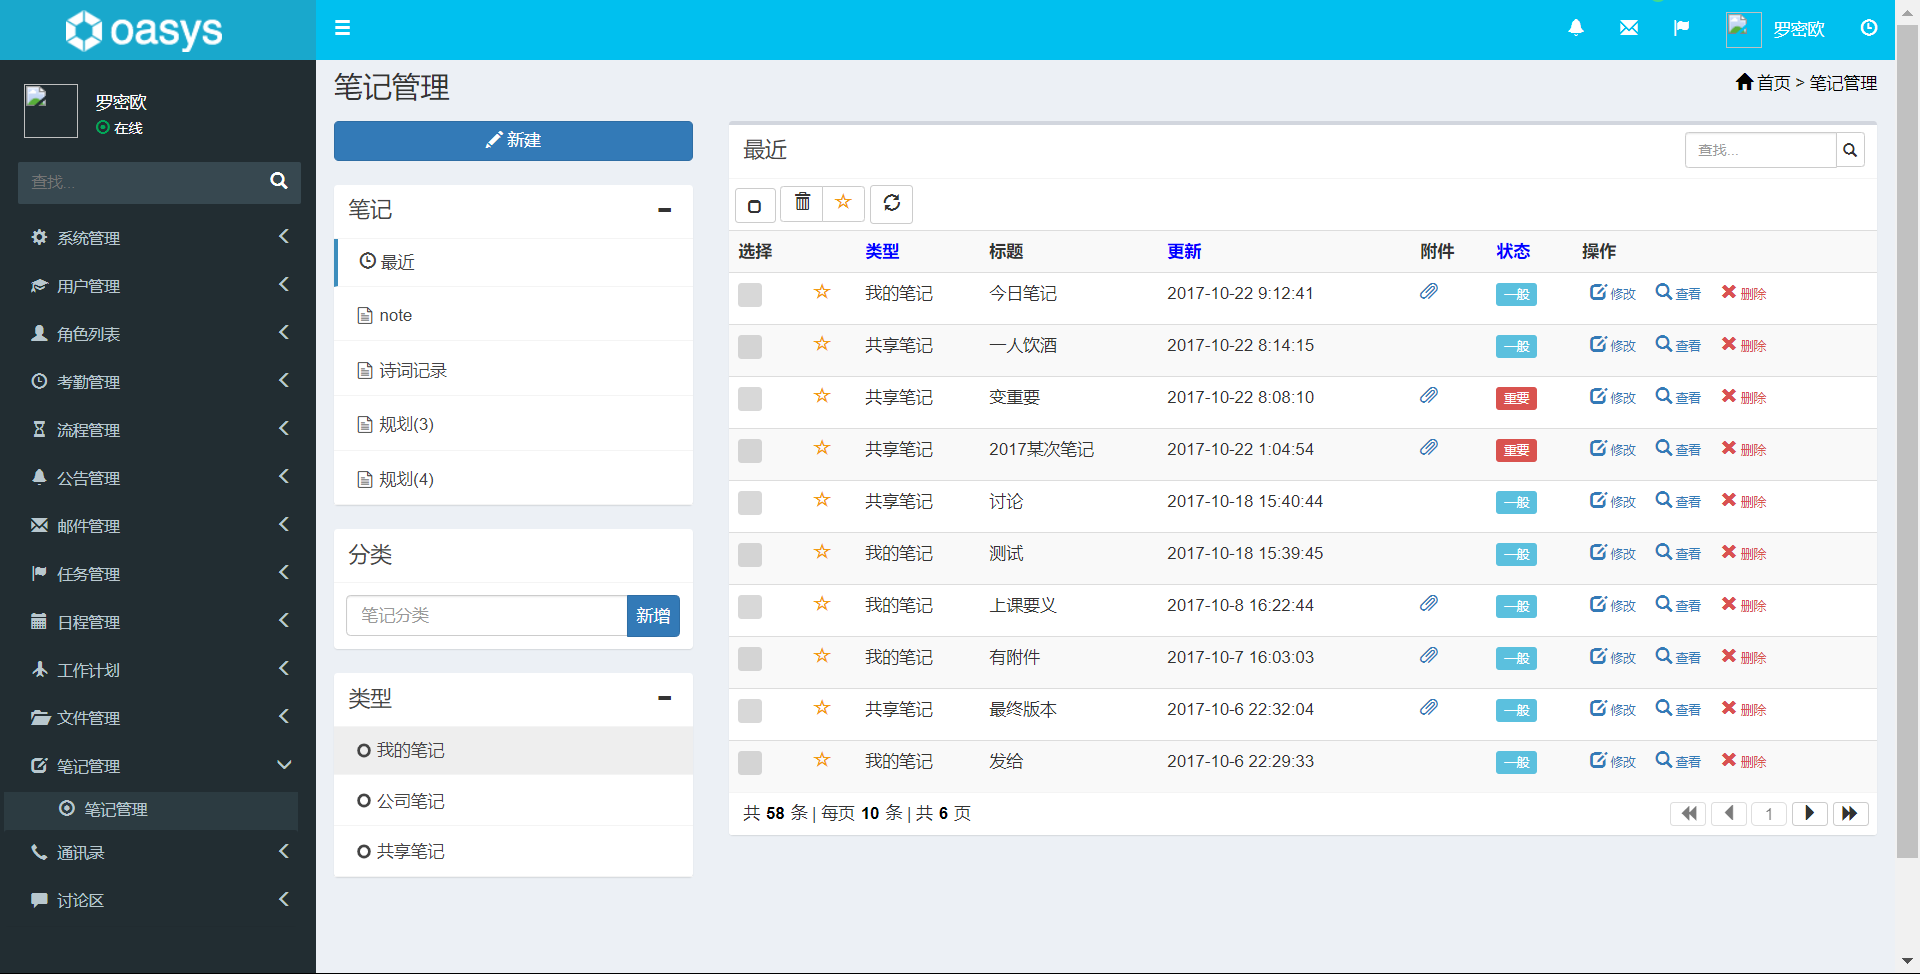 oasys
罗密欧
罗密欧
在线
查找...
系统管理
用户管理
角色列表
考勤管理
流程管理
公告管理
邮件管理
任务管理
日程管理
工作计划
文件管理
笔记管理
笔记管理
通讯录
讨论区
笔记管理
首页 > 笔记管理
新建
笔记
最近
note
诗词记录
规划(3)
规划(4)
分类
笔记分类 新增
类型
我的笔记
公司笔记
共享笔记
最近 查找...
选择 类型 标题 更新 附件 状态 操作
我的笔记 今日笔记 2017-10-22 9:12:41 一般 修改 查看 删除
共享笔记 一人饮酒 2017-10-22 8:14:15 一般 修改 查看 删除
共享笔记 变重要 2017-10-22 8:08:10 重要 修改 查看 删除
共享笔记 2017某次笔记 2017-10-22 1:04:54 重要 修改 查看 删除
共享笔记 讨论 2017-10-18 15:40:44 一般 修改 查看 删除
我的笔记 测试 2017-10-18 15:39:45 一般 修改 查看 删除
我的笔记 上课要义 2017-10-8 16:22:44 一般 修改 查看 删除
我的笔记 有附件 2017-10-7 16:03:03 一般 修改 查看 删除
共享笔记 最终版本 2017-10-6 22:32:04 一般 修改 查看 删除
我的笔记 发给 2017-10-6 22:29:33 一般 修改 查看 删除
共 58 条 | 每页 10 条 | 共 6 页 1